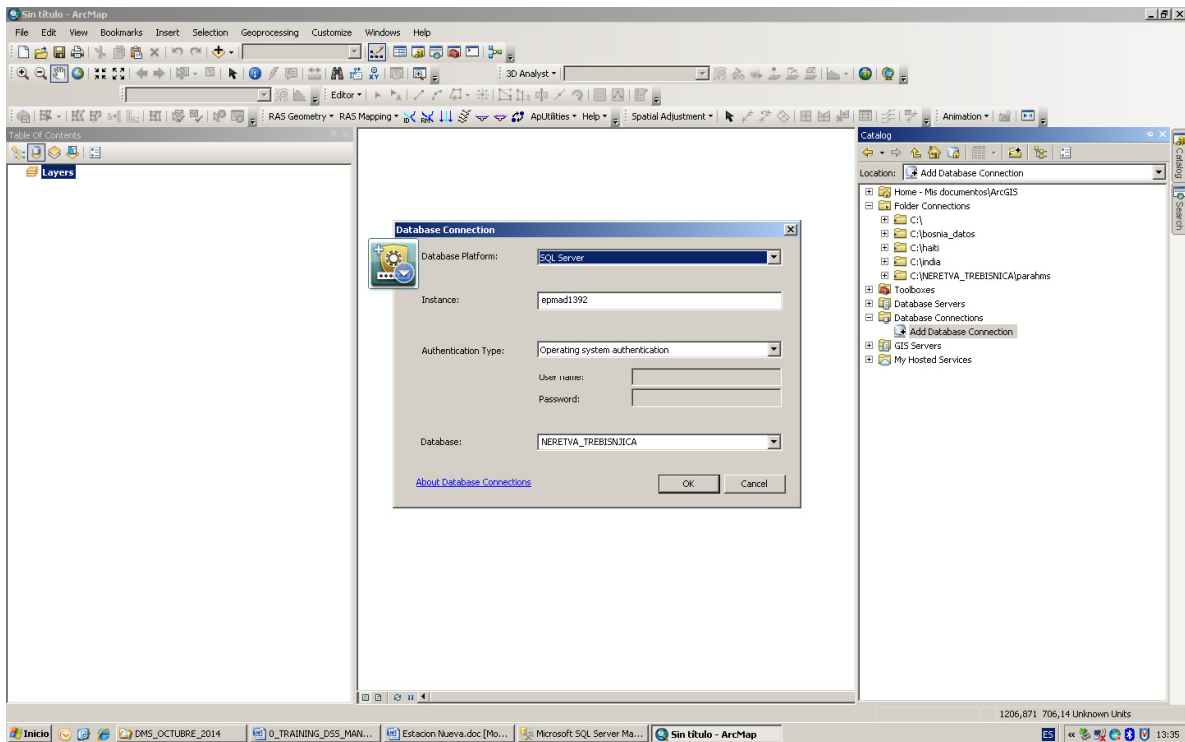 Sin título - ArcMap
File Edit View Bookmarks Insert Selection Geoprocessing Customize Windows Help
3D Analyst
Editor
RAS Geometry RAS Mapping ApUtilities Help Spatial Adjustment Animation
Table Of Contents
Layers
Database Connection
Database Platform: SQL Server
Instance: epmad1392
Authentication Type: Operating system authentication
User name:
Password:
Database: NERETVA_TREBISNJICA
About Database Connections
OK Cancel
Catalog
Location: Add Database Connection
Home - Mis documentos\ArcGIS
Folder Connections
C:\
C:\bosnia_datos
C:\haiti
C:\india
C:\NERETVA_TREBISNICA\parahms
Toolboxes
Database Servers
Database Connections
Add Database Connection
GIS Servers
My Hosted Services
Catalog
Search
1206,871 706,14 Unknown Units
Inicio DMS_OCTUBRE_2014 0_TRAINING_DSS_MAN... Estacion Nueva.doc [Mo... Microsoft SQL Server Ma... Sin título - ArcMap ES 13:35